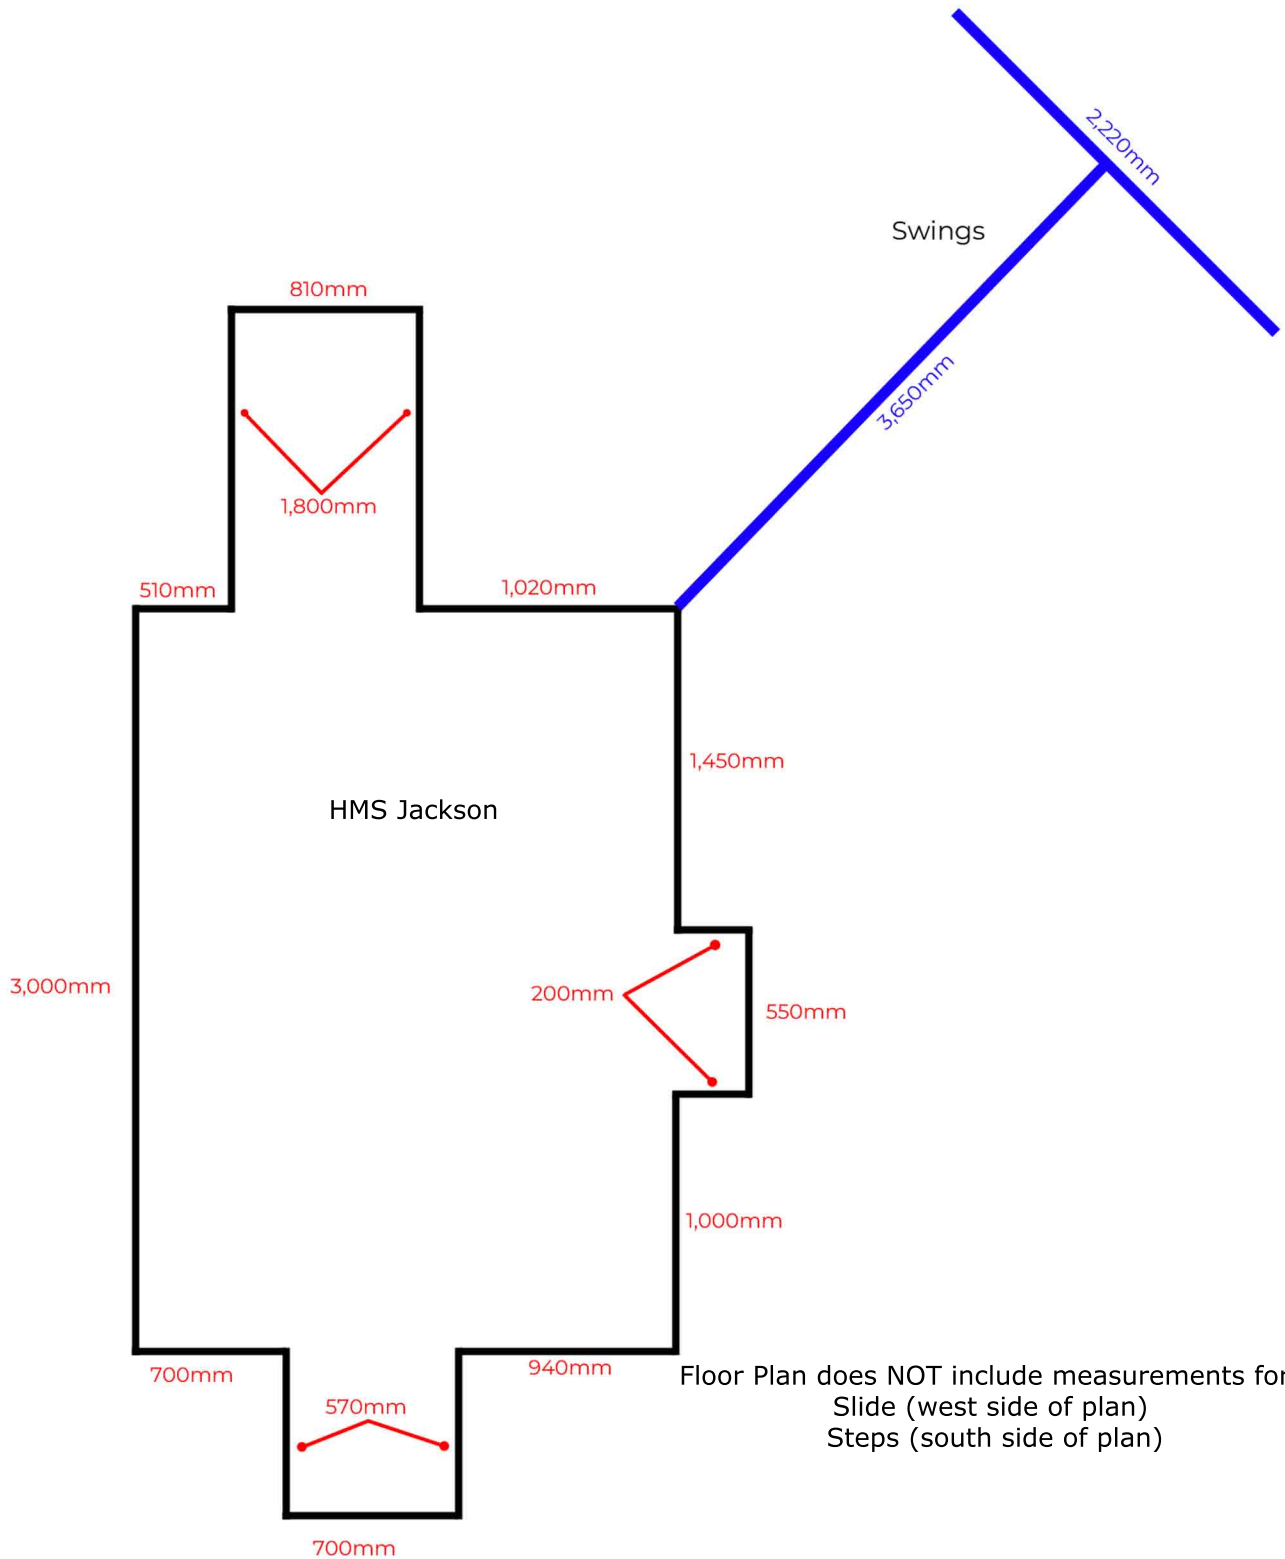 2,220mm
Swings
810mm
3,650mm
1,800mm
510mm
1,020mm
1,450mm
HMS Jackson
3,000mm
200mm
550mm
1,000mm
700mm
940mm
570mm
700mm
Floor Plan does NOT include measurements for
Slide (west side of plan)
Steps (south side of plan)